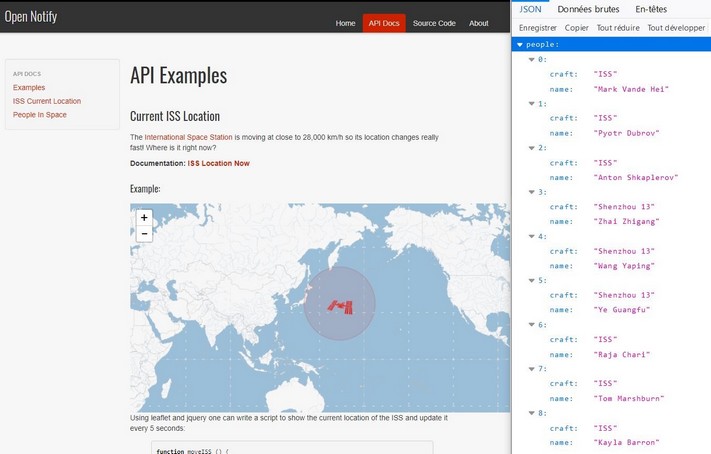 Open Notify
Home API Docs Source Code About
API DOCS
Examples
ISS Current Location
People In Space
API Examples
Current ISS Location
The International Space Station is moving at close to 28,000 km/h so its location changes really
fast! Where is it right now?
Documentation: ISS Location Now
Example:
+
−
Using leaflet and jquery one can write a script to show the current location of the ISS and update it
every 5 seconds:
function moveISS () {
JSON Données brutes En-têtes
Enregistrer Copier Tout réduire Tout développer
people:
0:
craft: "ISS"
name: "Mark Vande Hei"
1:
craft: "ISS"
name: "Pyotr Dubrov"
2:
craft: "ISS"
name: "Anton Shkaplerov"
3:
craft: "Shenzhou 13"
name: "Zhai Zhigang"
4:
craft: "Shenzhou 13"
name: "Wang Yaping"
5:
craft: "Shenzhou 13"
name: "Ye Guangfu"
6:
craft: "ISS"
name: "Raja Chari"
7:
craft: "ISS"
name: "Tom Marshburn"
8:
craft: "ISS"
name: "Kayla Barron"